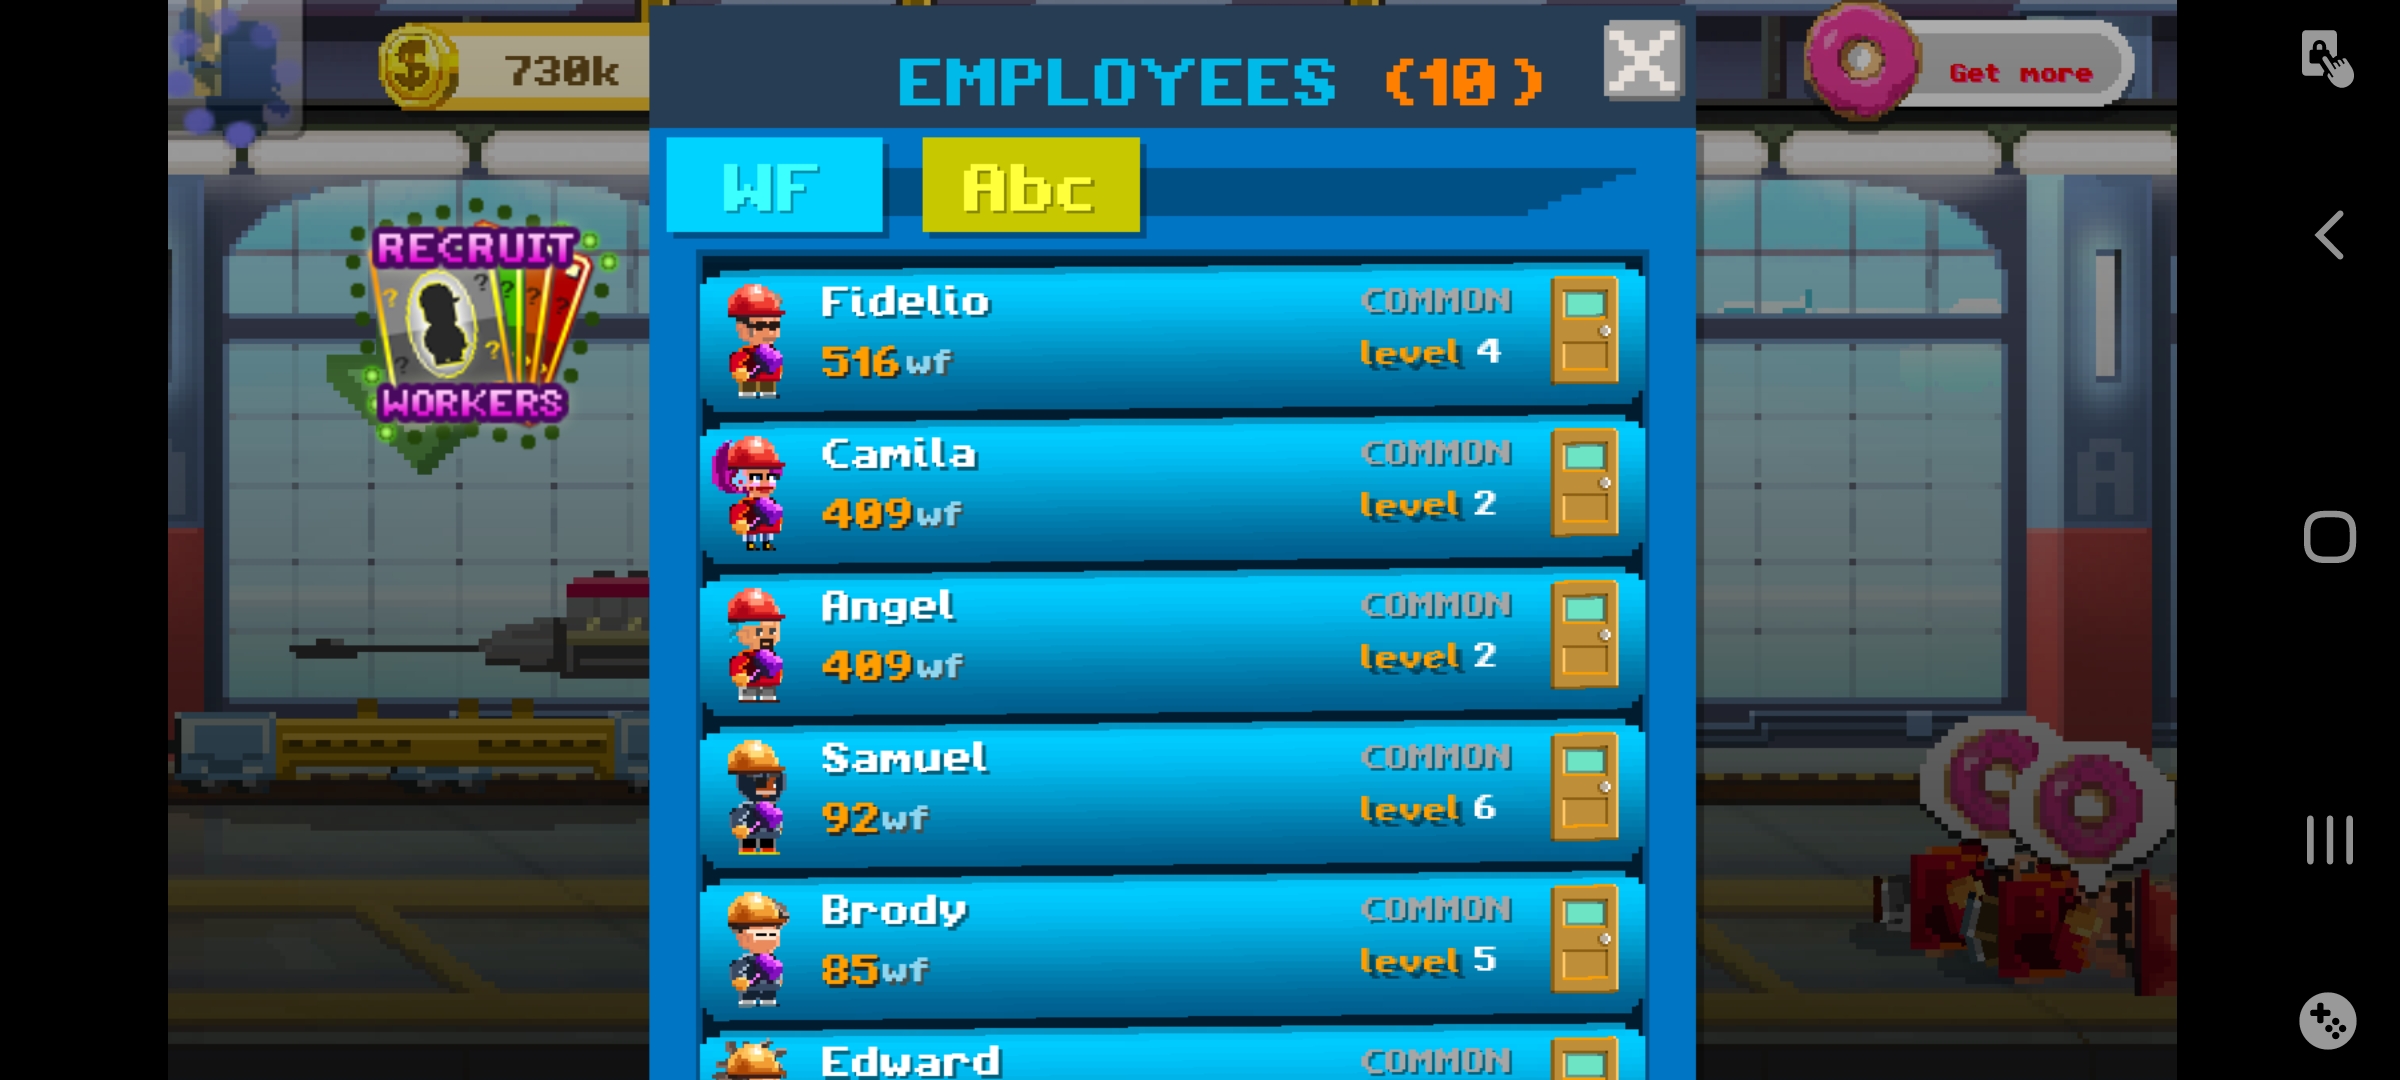 730k
EMPLOYEES (10)
Get more
WF
Abc
RECRUIT
WORKERS
Fidelio
COMMON
516wf
level 4
Camila
COMMON
409wf
level 2
Angel
COMMON
409wf
level 2
Samuel
COMMON
92wf
level 6
Brody
COMMON
85wf
level 5
Edward
COMMON
A